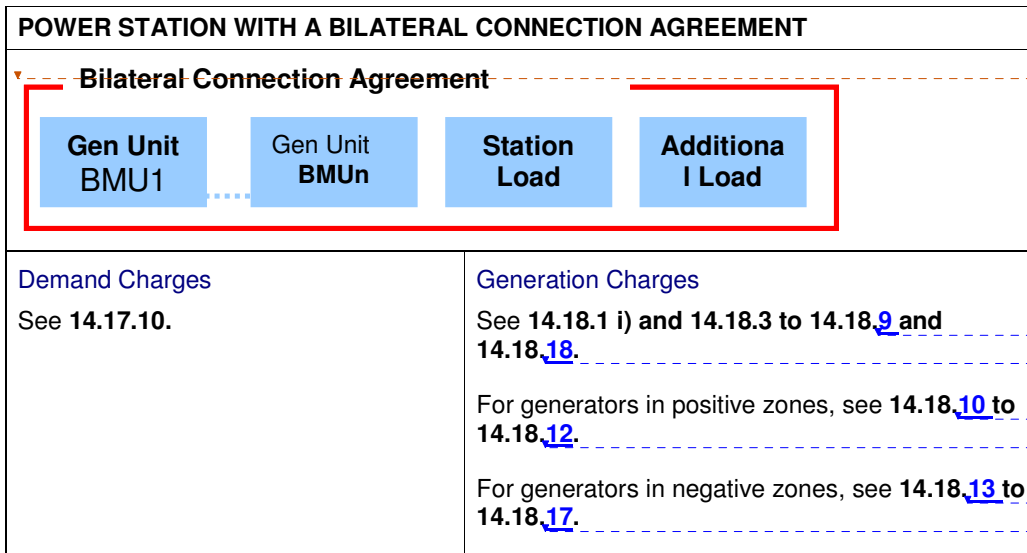 POWER STATION WITH A BILATERAL CONNECTION AGREEMENT
Bilateral Connection Agreement
Gen Unit
BMU1
Gen Unit
BMUn
Station
Load
Additiona
l Load
Demand Charges
See 14.17.10.
Generation Charges
See 14.18.1 i) and 14.18.3 to 14.18.9 and
14.18.18.
For generators in positive zones, see 14.18.10 to
14.18.12.
For generators in negative zones, see 14.18.13 to
14.18.17.